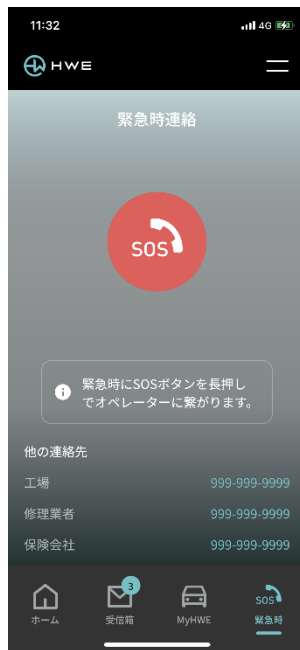 11:32
4G
HWE
緊急時連絡
SOS
緊急時にSOSボタンを長押し
でオペレーターに繋がります。
他の連絡先
工場 999-999-9999
修理業者 999-999-9999
保険会社 999-999-9999
3
SOS
ホーム 受信箱 MyHWE 緊急時